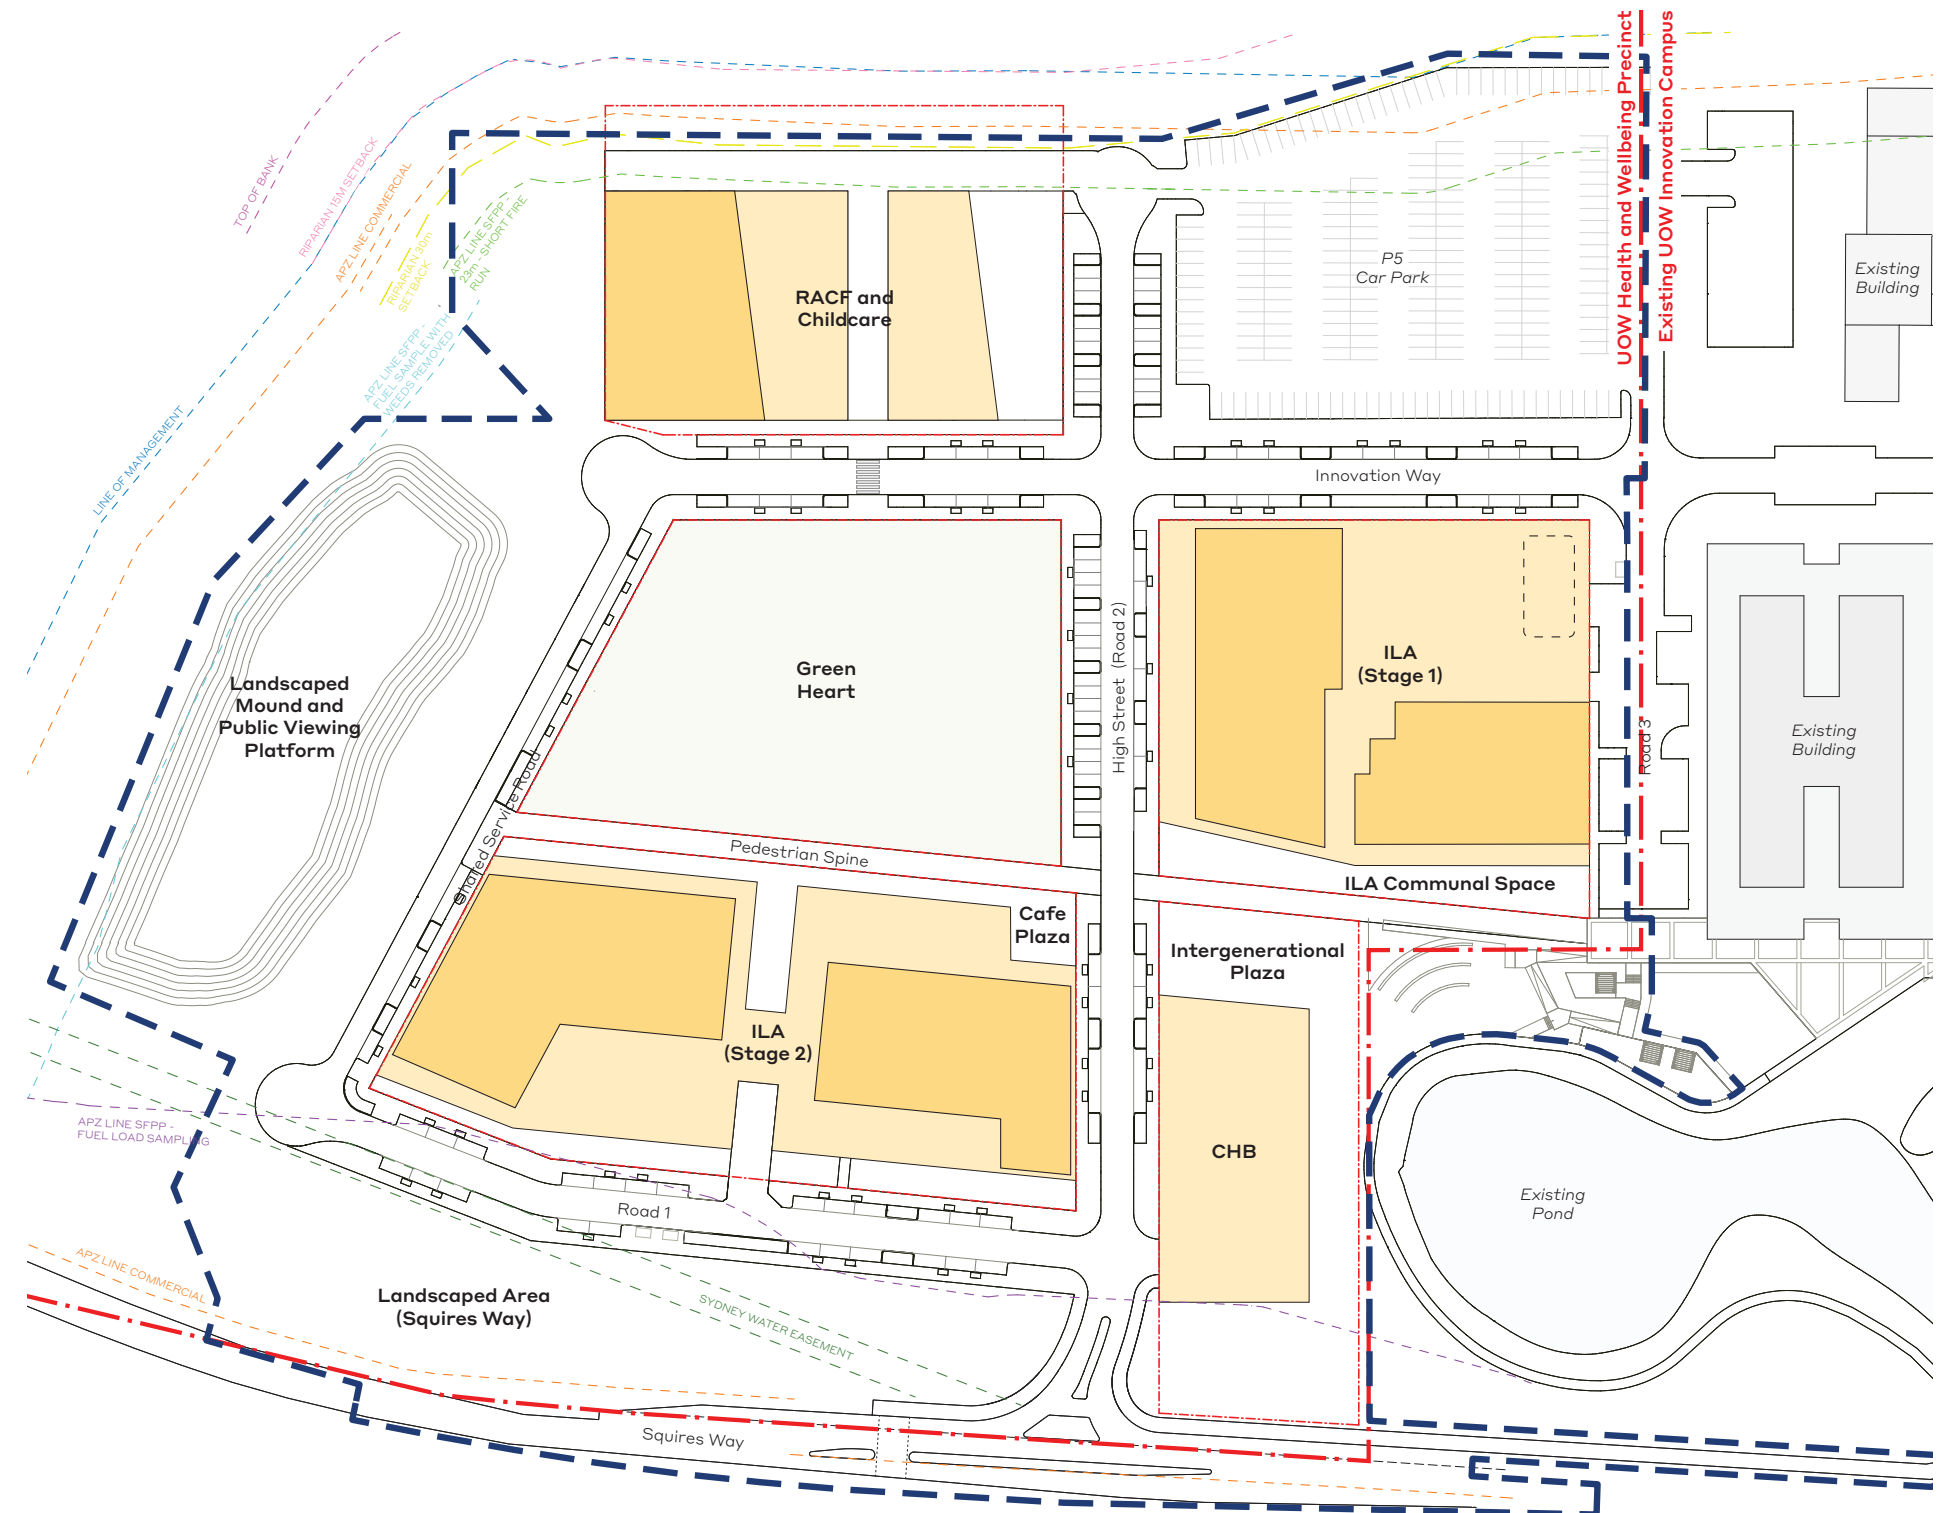 UOW Health and Wellbeing Precinct
Existing UOW Innovation Campus
TOP OF BANK
RIPARIAN 15M SETBACK
APZ LINE COMMERCIAL
RIPARIAN 30m
SETBACK
APZ LINE SFPP -
23m - SHORT FIRE
RUN
APZ LINE SFPP -
FUEL SAMPLE WITH
WEEDS REMOVED
LINE OF MANAGEMENT
RACF and
Childcare
P5
Car Park
Existing
Building
Innovation Way
Green
Heart
High Street (Road 2)
ILA
(Stage 1)
Road 3
Existing
Building
Landscaped
Mound and
Public Viewing
Platform
Shared Service Road
Pedestrian Spine
ILA Communal Space
Cafe
Plaza
Intergenerational
Plaza
ILA
(Stage 2)
CHB
Existing
Pond
APZ LINE SFPP -
FUEL LOAD SAMPLING
Road 1
APZ LINE COMMERCIAL
Landscaped Area
(Squires Way)
SYDNEY WATER EASEMENT
Squires Way